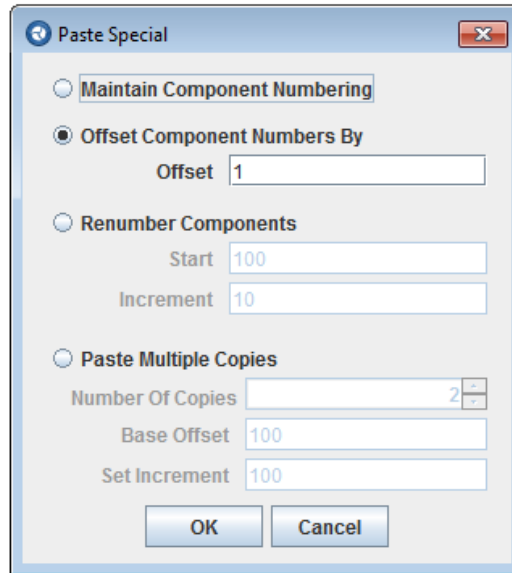 Paste Special
Maintain Component Numbering
Offset Component Numbers By
Offset 1
Renumber Components
Start 100
Increment 10
Paste Multiple Copies
Number Of Copies 2
Base Offset 100
Set Increment 100
OK Cancel